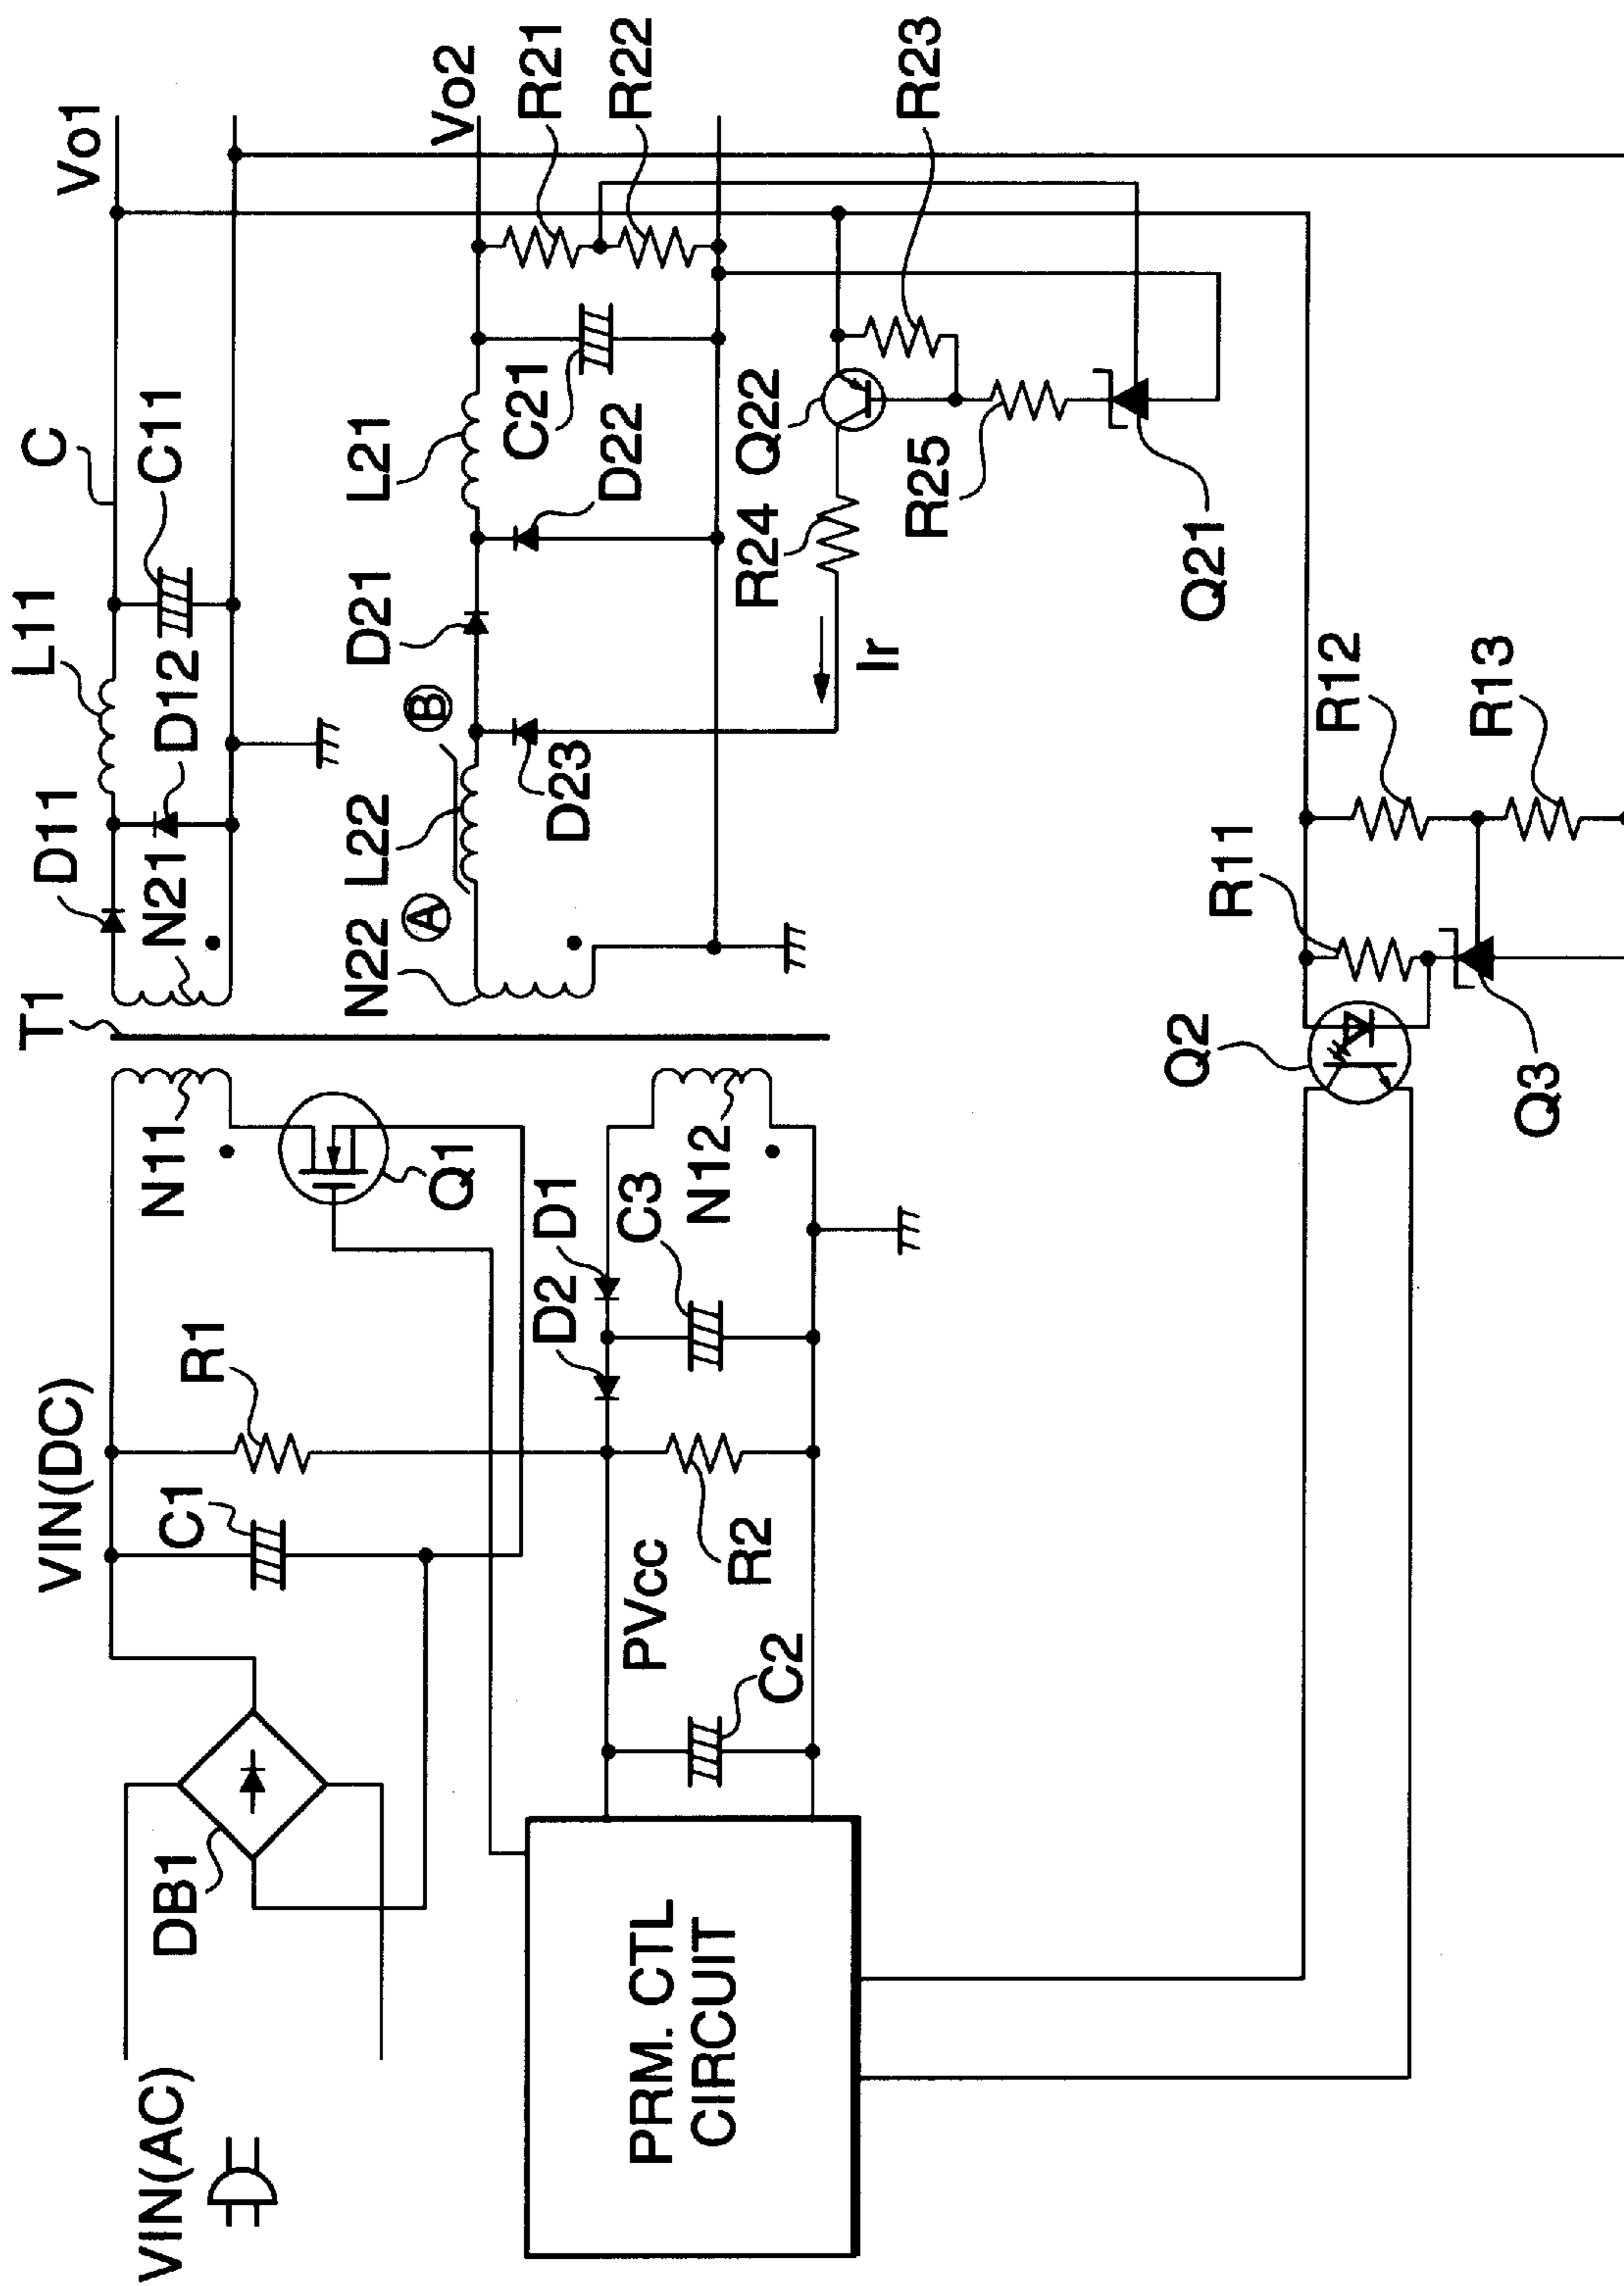 VIN(AC)
DB1
VIN(DC)
C1
R1
N11
Q1
T1
D11
N21
D12
L11
C11
C
Vo1
PRM. CTL
CIRCUIT
C2
PVcc
R2
D2
D1
C3
N12
N22
A
L22
B
D23
D21
D22
L21
C21
Vo2
R21
R22
R23
Q22
R24
Ir
R25
Q21
Q2
R11
Q3
R12
R13